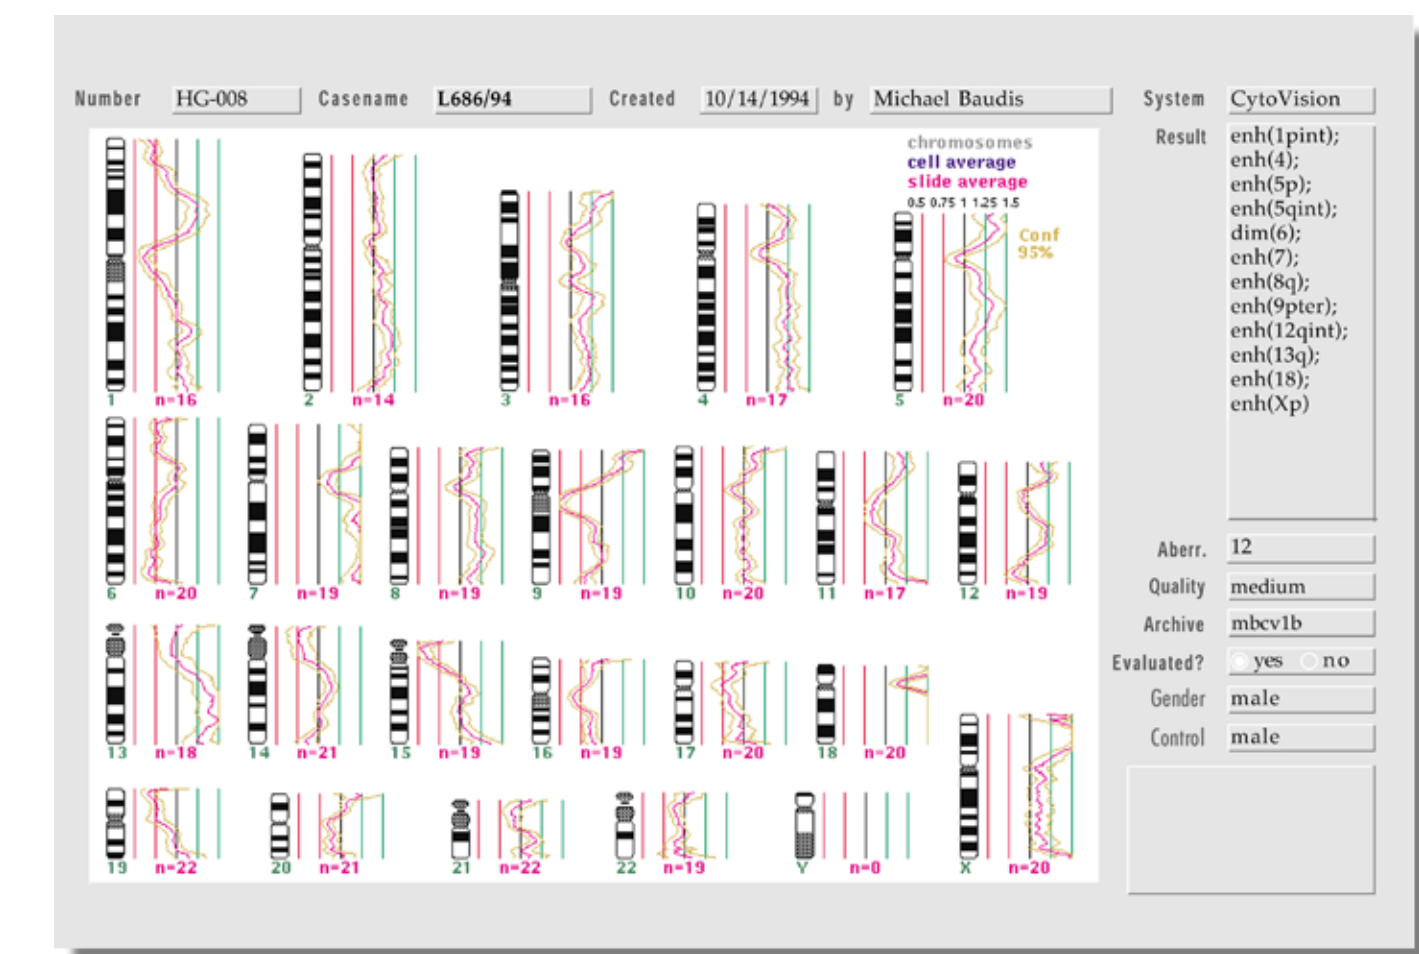 Number HG-008 Casename L686/94 Created 10/14/1994 by Michael Baudis System CytoVision
Result enh(1pint);
enh(4);
enh(5p);
enh(5qint);
dim(6);
enh(7);
enh(8q);
enh(9pter);
enh(12qint);
enh(13q);
enh(18);
enh(Xp)
chromosomes
cell average
slide average
0.5 0.75 1 1.25 1.5
Conf
95%
1 n=16 2 n=14 3 n=16 4 n=17 5 n=20
6 n=20 7 n=19 8 n=19 9 n=19 10 n=20 11 n=17 12 n=19
13 n=18 14 n=21 15 n=19 16 n=19 17 n=20 18 n=20
19 n=22 20 n=21 21 n=22 22 n=19 Y n=0 X n=20
Aberr. 12
Quality medium
Archive mbcv1b
Evaluated? yes no
Gender male
Control male